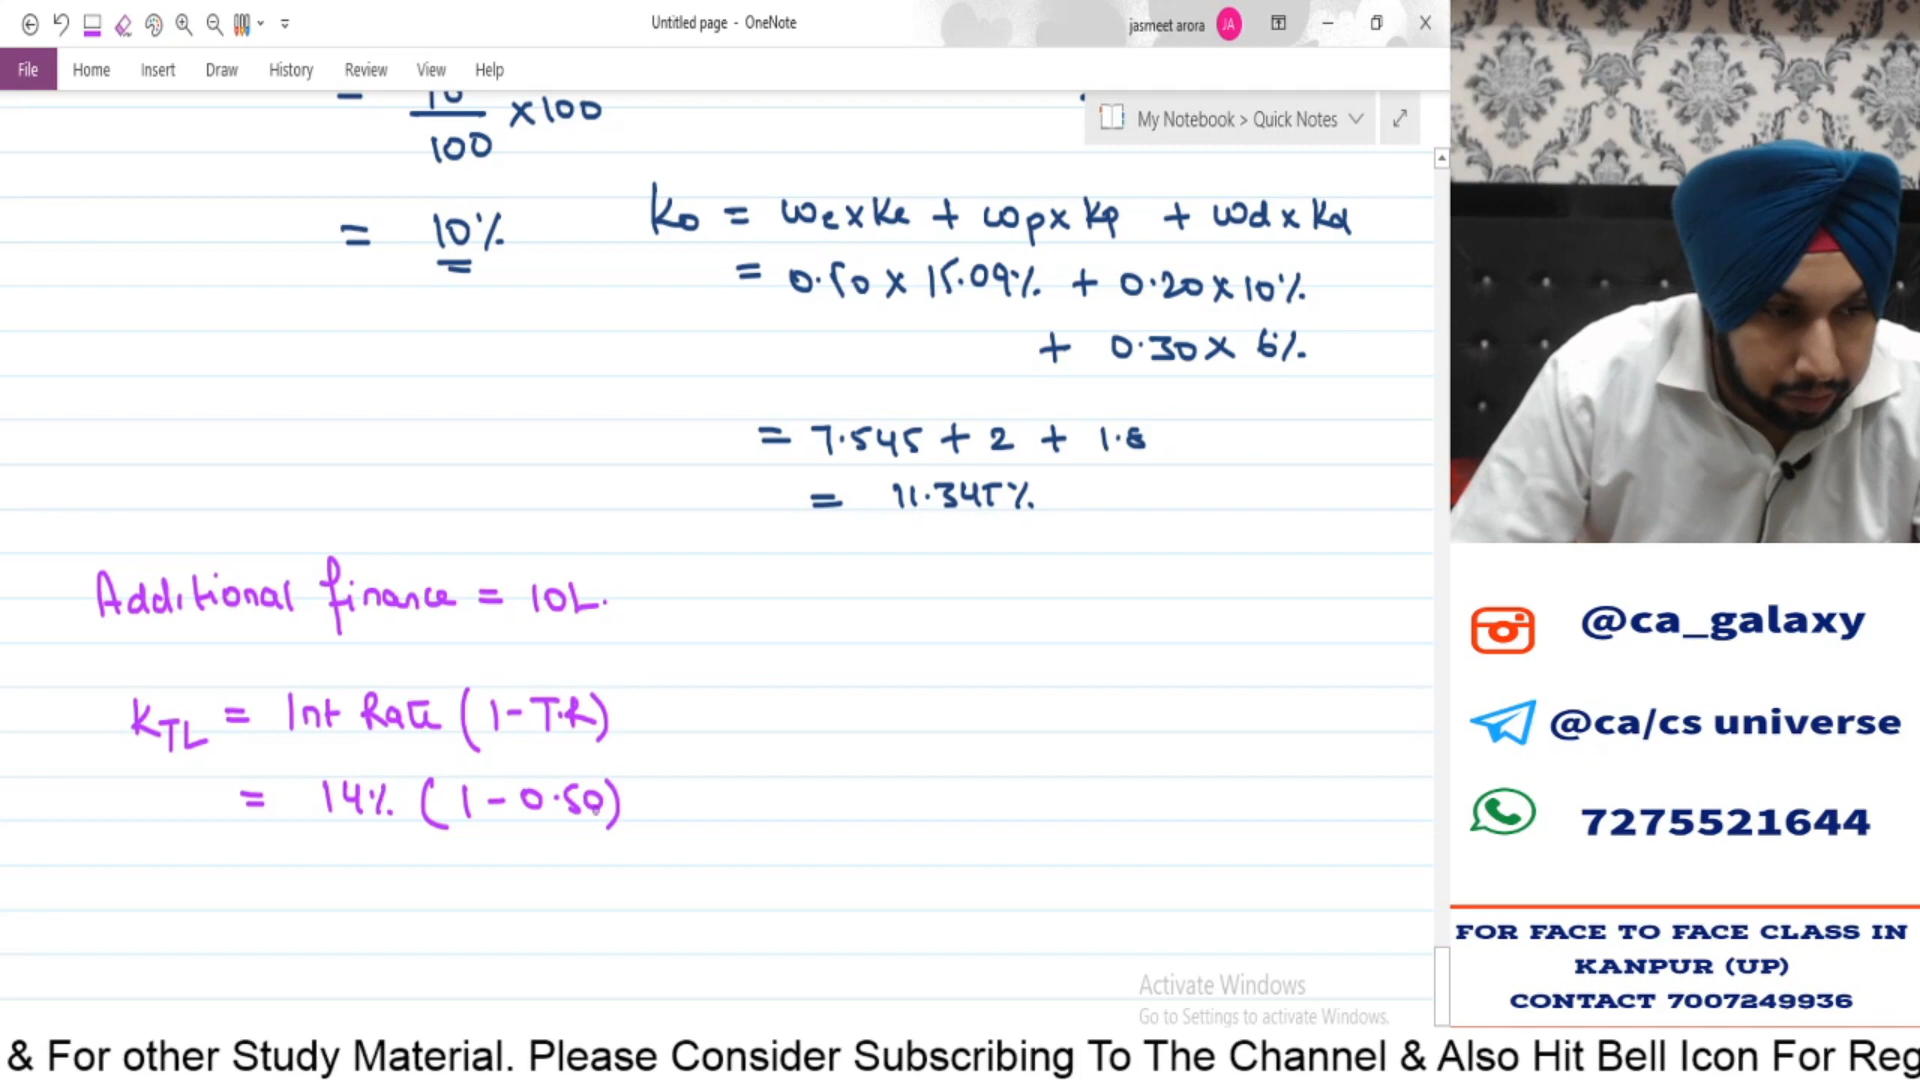 Untitled page - OneNote
jasmeet arora
JA
File
Home
Insert
Draw
History
Review
View
Help
My Notebook > Quick Notes
= 10/100 ×100
= 10%
Ko = we×Ke + wp×Kp + wd×Kd
= 0.50 × 15.09% + 0.20×10%
+ 0.30× 6%
= 7.545 + 2 + 1.8
= 11.345%
Additional finance = 10L.
KTL = Int Rate (1-T.R)
= 14% (1-0.50)
@ca_galaxy
@ca/cs universe
7275521644
FOR FACE TO FACE CLASS IN
KANPUR (UP)
CONTACT 7007249936
Activate Windows
Go to Settings to activate Windows.
& For other Study Material. Please Consider Subscribing To The Channel & Also Hit Bell Icon For Reg